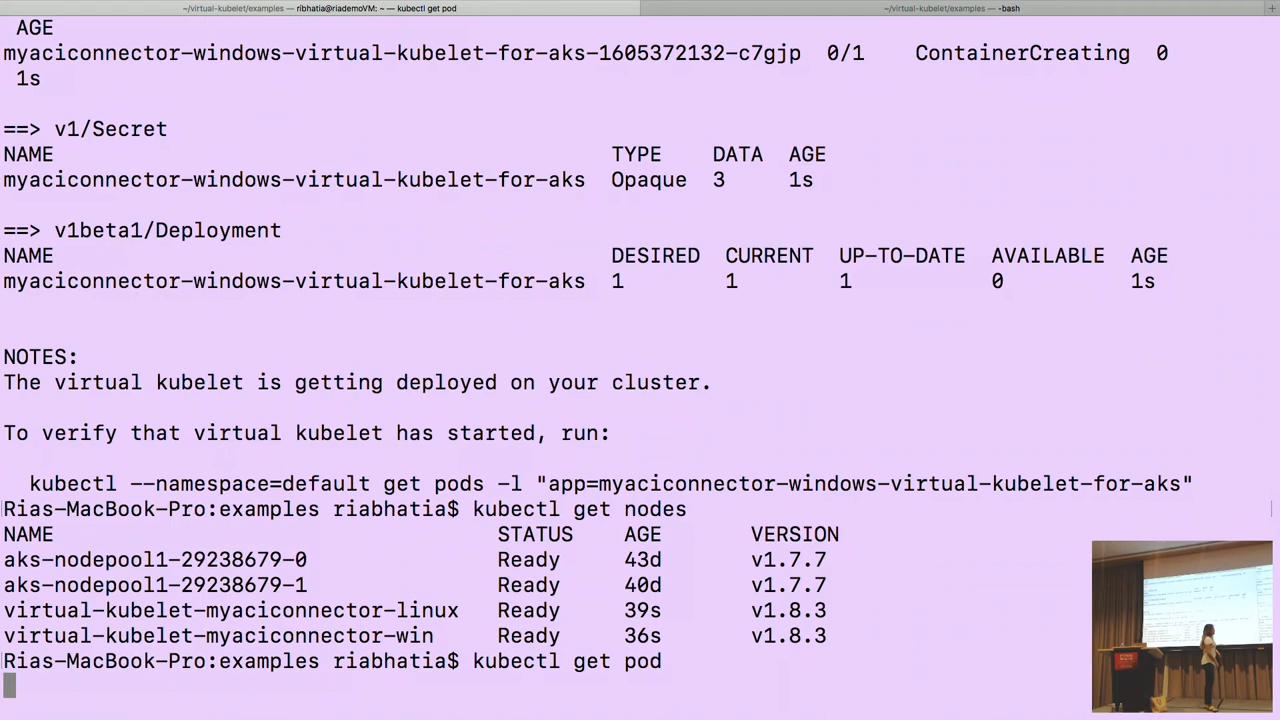 ~/virtual-kubelet/examples — ribhatia@riademoVM: ~ — kubectl get pod
~/virtual-kubelet/examples — -bash
AGE
myaciconnector-windows-virtual-kubelet-for-aks-1605372132-c7gjp 0/1 ContainerCreating 0
1s
==> v1/Secret
NAME TYPE DATA AGE
myaciconnector-windows-virtual-kubelet-for-aks Opaque 3 1s
==> v1beta1/Deployment
NAME DESIRED CURRENT UP-TO-DATE AVAILABLE AGE
myaciconnector-windows-virtual-kubelet-for-aks 1 1 1 0 1s
NOTES:
The virtual kubelet is getting deployed on your cluster.
To verify that virtual kubelet has started, run:
kubectl --namespace=default get pods -l "app=myaciconnector-windows-virtual-kubelet-for-aks"
Rias-MacBook-Pro:examples riabhatia$ kubectl get nodes
NAME STATUS AGE VERSION
aks-nodepool1-29238679-0 Ready 43d v1.7.7
aks-nodepool1-29238679-1 Ready 40d v1.7.7
virtual-kubelet-myaciconnector-linux Ready 39s v1.8.3
virtual-kubelet-myaciconnector-win Ready 36s v1.8.3
Rias-MacBook-Pro:examples riabhatia$ kubectl get pod